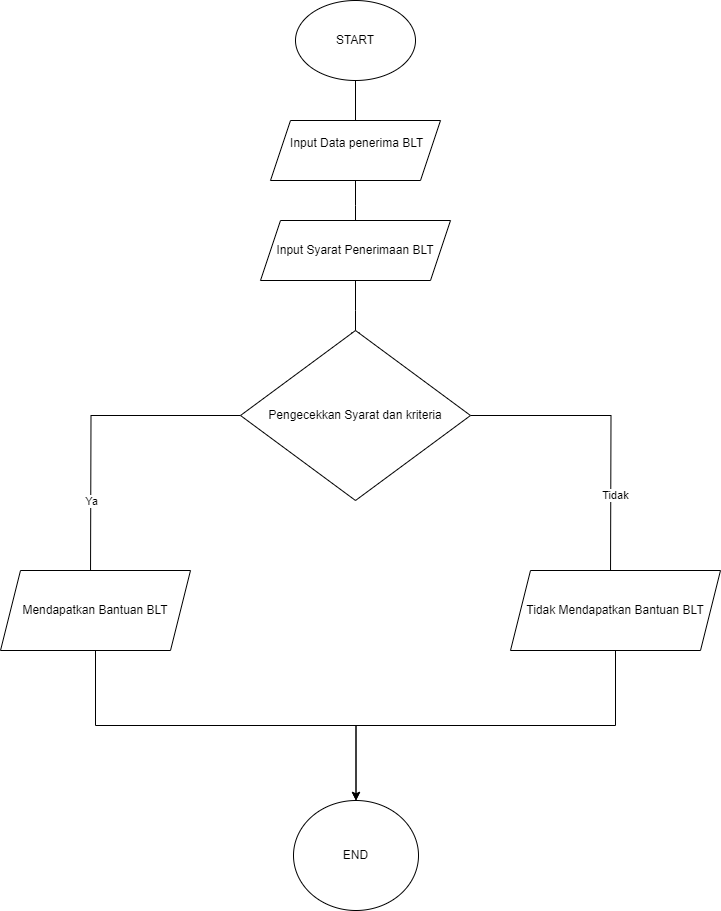 START
Input Data penerima BLT
Input Syarat Penerimaan BLT
Pengecekkan Syarat dan kriteria
Ya
Tidak
Mendapatkan Bantuan BLT
Tidak Mendapatkan Bantuan BLT
END